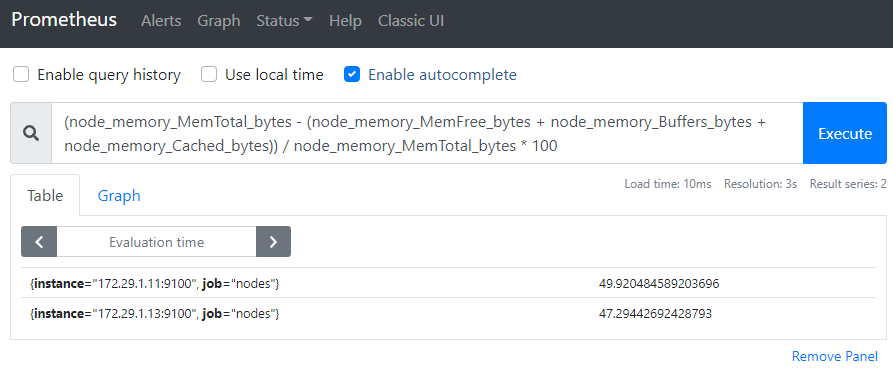 Prometheus Alerts Graph Status Help Classic UI
Enable query history Use local time Enable autocomplete
(node_memory_MemTotal_bytes - (node_memory_MemFree_bytes + node_memory_Buffers_bytes +
node_memory_Cached_bytes)) / node_memory_MemTotal_bytes * 100
Execute
Load time: 10ms Resolution: 3s Result series: 2
Table Graph
Evaluation time
{instance="172.29.1.11:9100", job="nodes"} 49.920484589203696
{instance="172.29.1.13:9100", job="nodes"} 47.29442692428793
Remove Panel